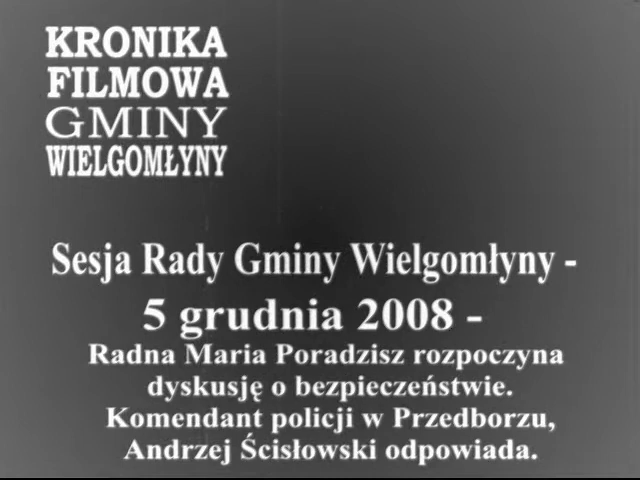 KRONIKA
FILMOWA
GMINY
WIELGOMŁYNY
Sesja Rady Gminy Wielgomłyny -
5 grudnia 2008 -
Radna Maria Poradzisz rozpoczyna
dyskusję o bezpieczeństwie.
Komendant policji w Przedborzu,
Andrzej Ścisłowski odpowiada.